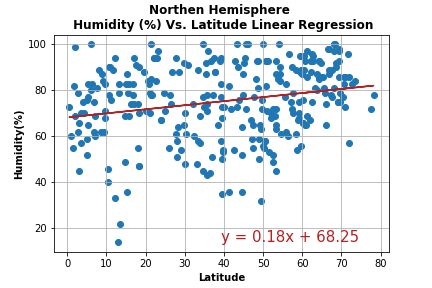 Northen Hemisphere
Humidity (%) Vs. Latitude Linear Regression
100
80
60
40
20
Humidity(%)
y = 0.18x + 68.25
0
10
20
30
40
50
60
70
80
Latitude